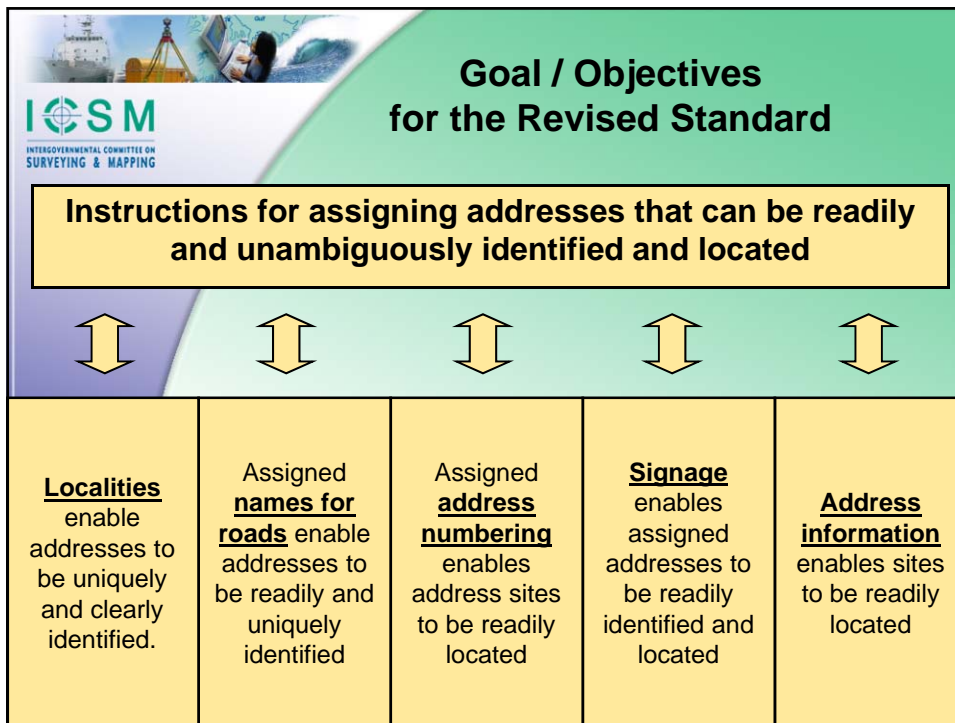 Goal / Objectives
for the Revised Standard
ICSM
INTERGOVERNMENTAL COMMITTEE ON
SURVEYING & MAPPING
Instructions for assigning addresses that can be readily
and unambiguously identified and located
Localities
enable
addresses to
be uniquely
and clearly
identified.
Assigned
names for
roads enable
addresses to
be readily and
uniquely
identified
Assigned
address
numbering
enables
address sites
to be readily
located
Signage
enables
assigned
addresses to
be readily
identified and
located
Address
information
enables sites
to be readily
located